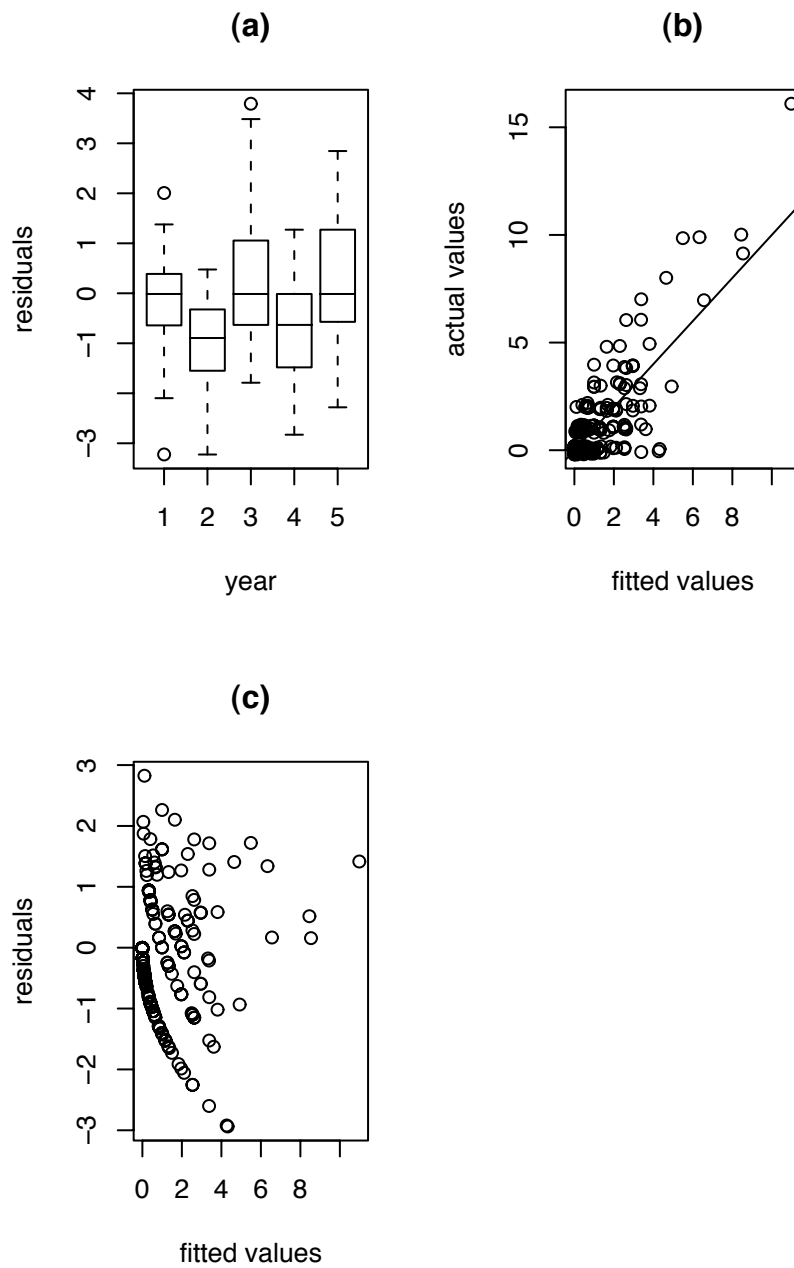 (a)
4
3
2
1
0
−1
−3
residuals
1 2 3 4 5
year
(b)
15
10
5
0
actual values
0 2 4 6 8
fitted values
(c)
3
2
1
0
−1
−2
−3
residuals
0 2 4 6 8
fitted values